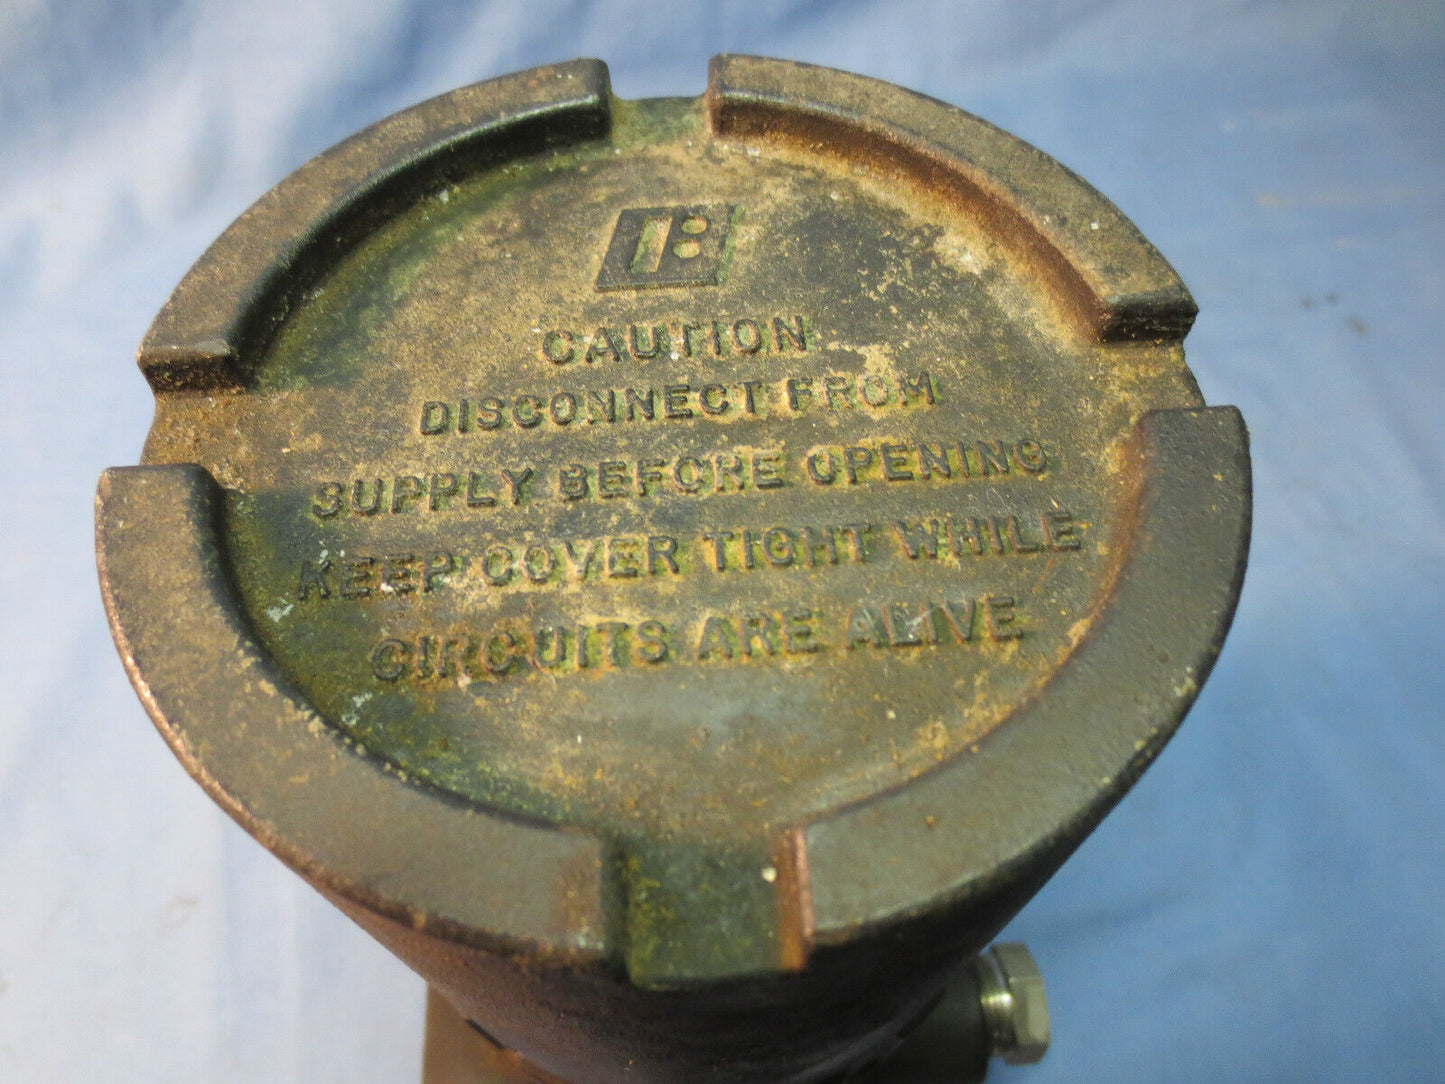 CAUTION
DISCONNECT FROM
SUPPLY BEFORE OPENING
KEEP COVER TIGHT WHILE
CIRCUITS ARE ALIVE